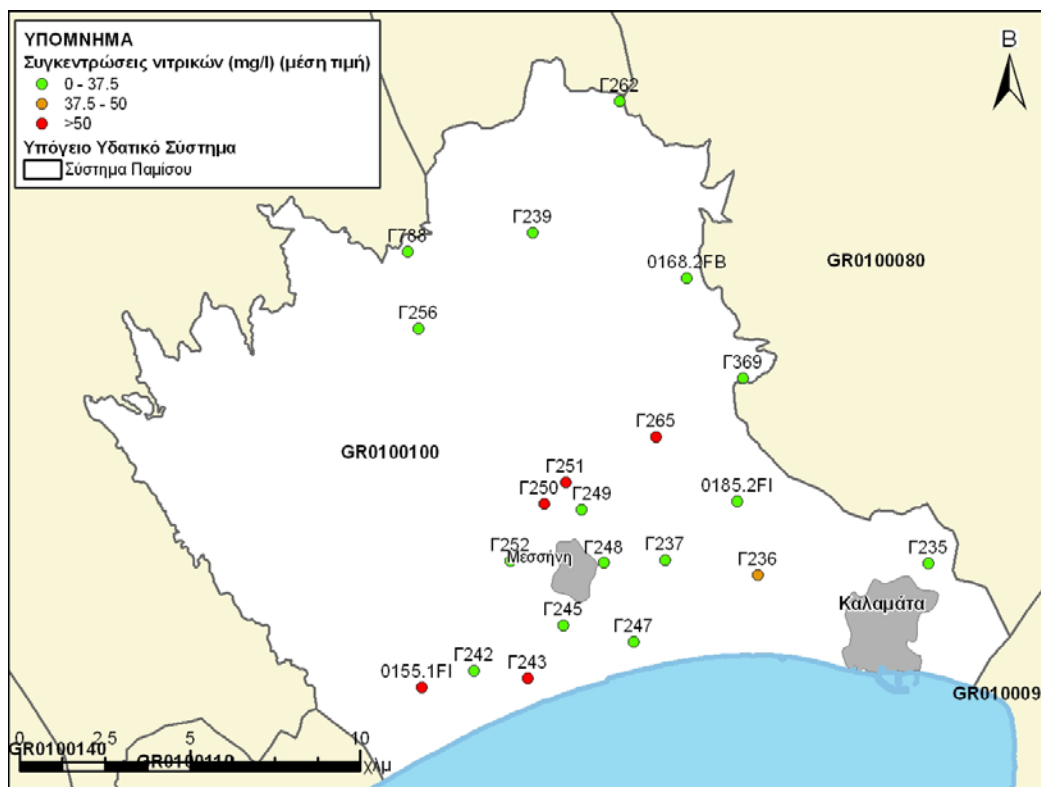 ΥΠΟΜΝΗΜΑ
Συγκεντρώσεις νιτρικών (mg/l) (μέση τιμή)
0 - 37.5
37.5 - 50
>50
Υπόγειο Υδατικό Σύστημα
Σύστημα Παμίσου
Β
Γ262
Γ239
Γ788
0168.2FB
GR0100080
Γ256
Γ369
Γ265
GR0100100
Γ251
Γ250
Γ249
0185.2FI
Γ252
Μεσσήνη
Γ248
Γ237
Γ236
Γ235
Καλαμάτα
Γ245
Γ247
0155.1FI
Γ242
Γ243
GR010009
0 2.5 5 10
χλμ
GR0100140
GR0100110